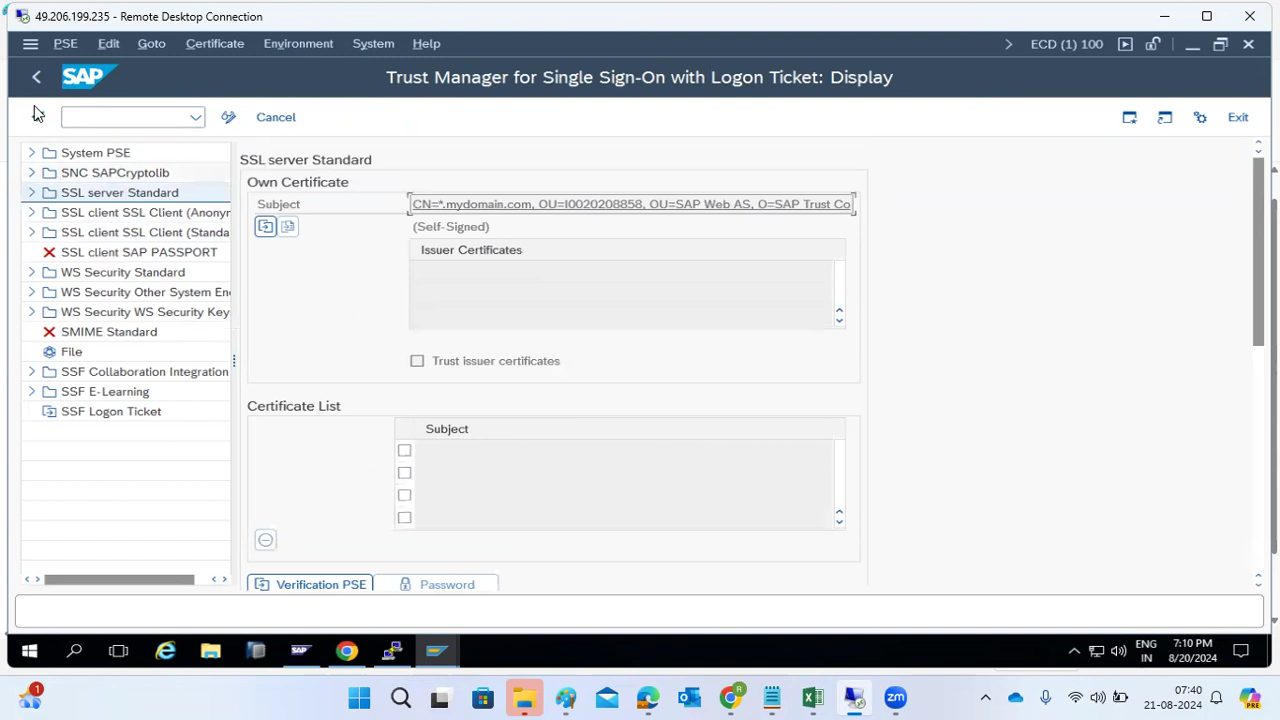 49.206.199.235 - Remote Desktop Connection
PSE Edit Goto Certificate Environment System Help ECD (1) 100
SAP Trust Manager for Single Sign-On with Logon Ticket: Display
Cancel Exit
System PSE
SNC SAPCryptolib
SSL server Standard
SSL client SSL Client (Anonyr
SSL client SSL Client (Standa
SSL client SAP PASSPORT
WS Security Standard
WS Security Other System En
WS Security WS Security Key
SMIME Standard
File
SSF Collaboration Integration
SSF E-Learning
SSF Logon Ticket
SSL server Standard
Own Certificate
Subject CN=*.mydomain.com, OU=I0020208858, OU=SAP Web AS, O=SAP Trust Co
(Self-Signed)
Issuer Certificates
Trust issuer certificates
Certificate List
Subject
Verification PSE Password
SAP
ENG
IN
7:10 PM
8/20/2024
1
07:40
21-08-2024
PRE